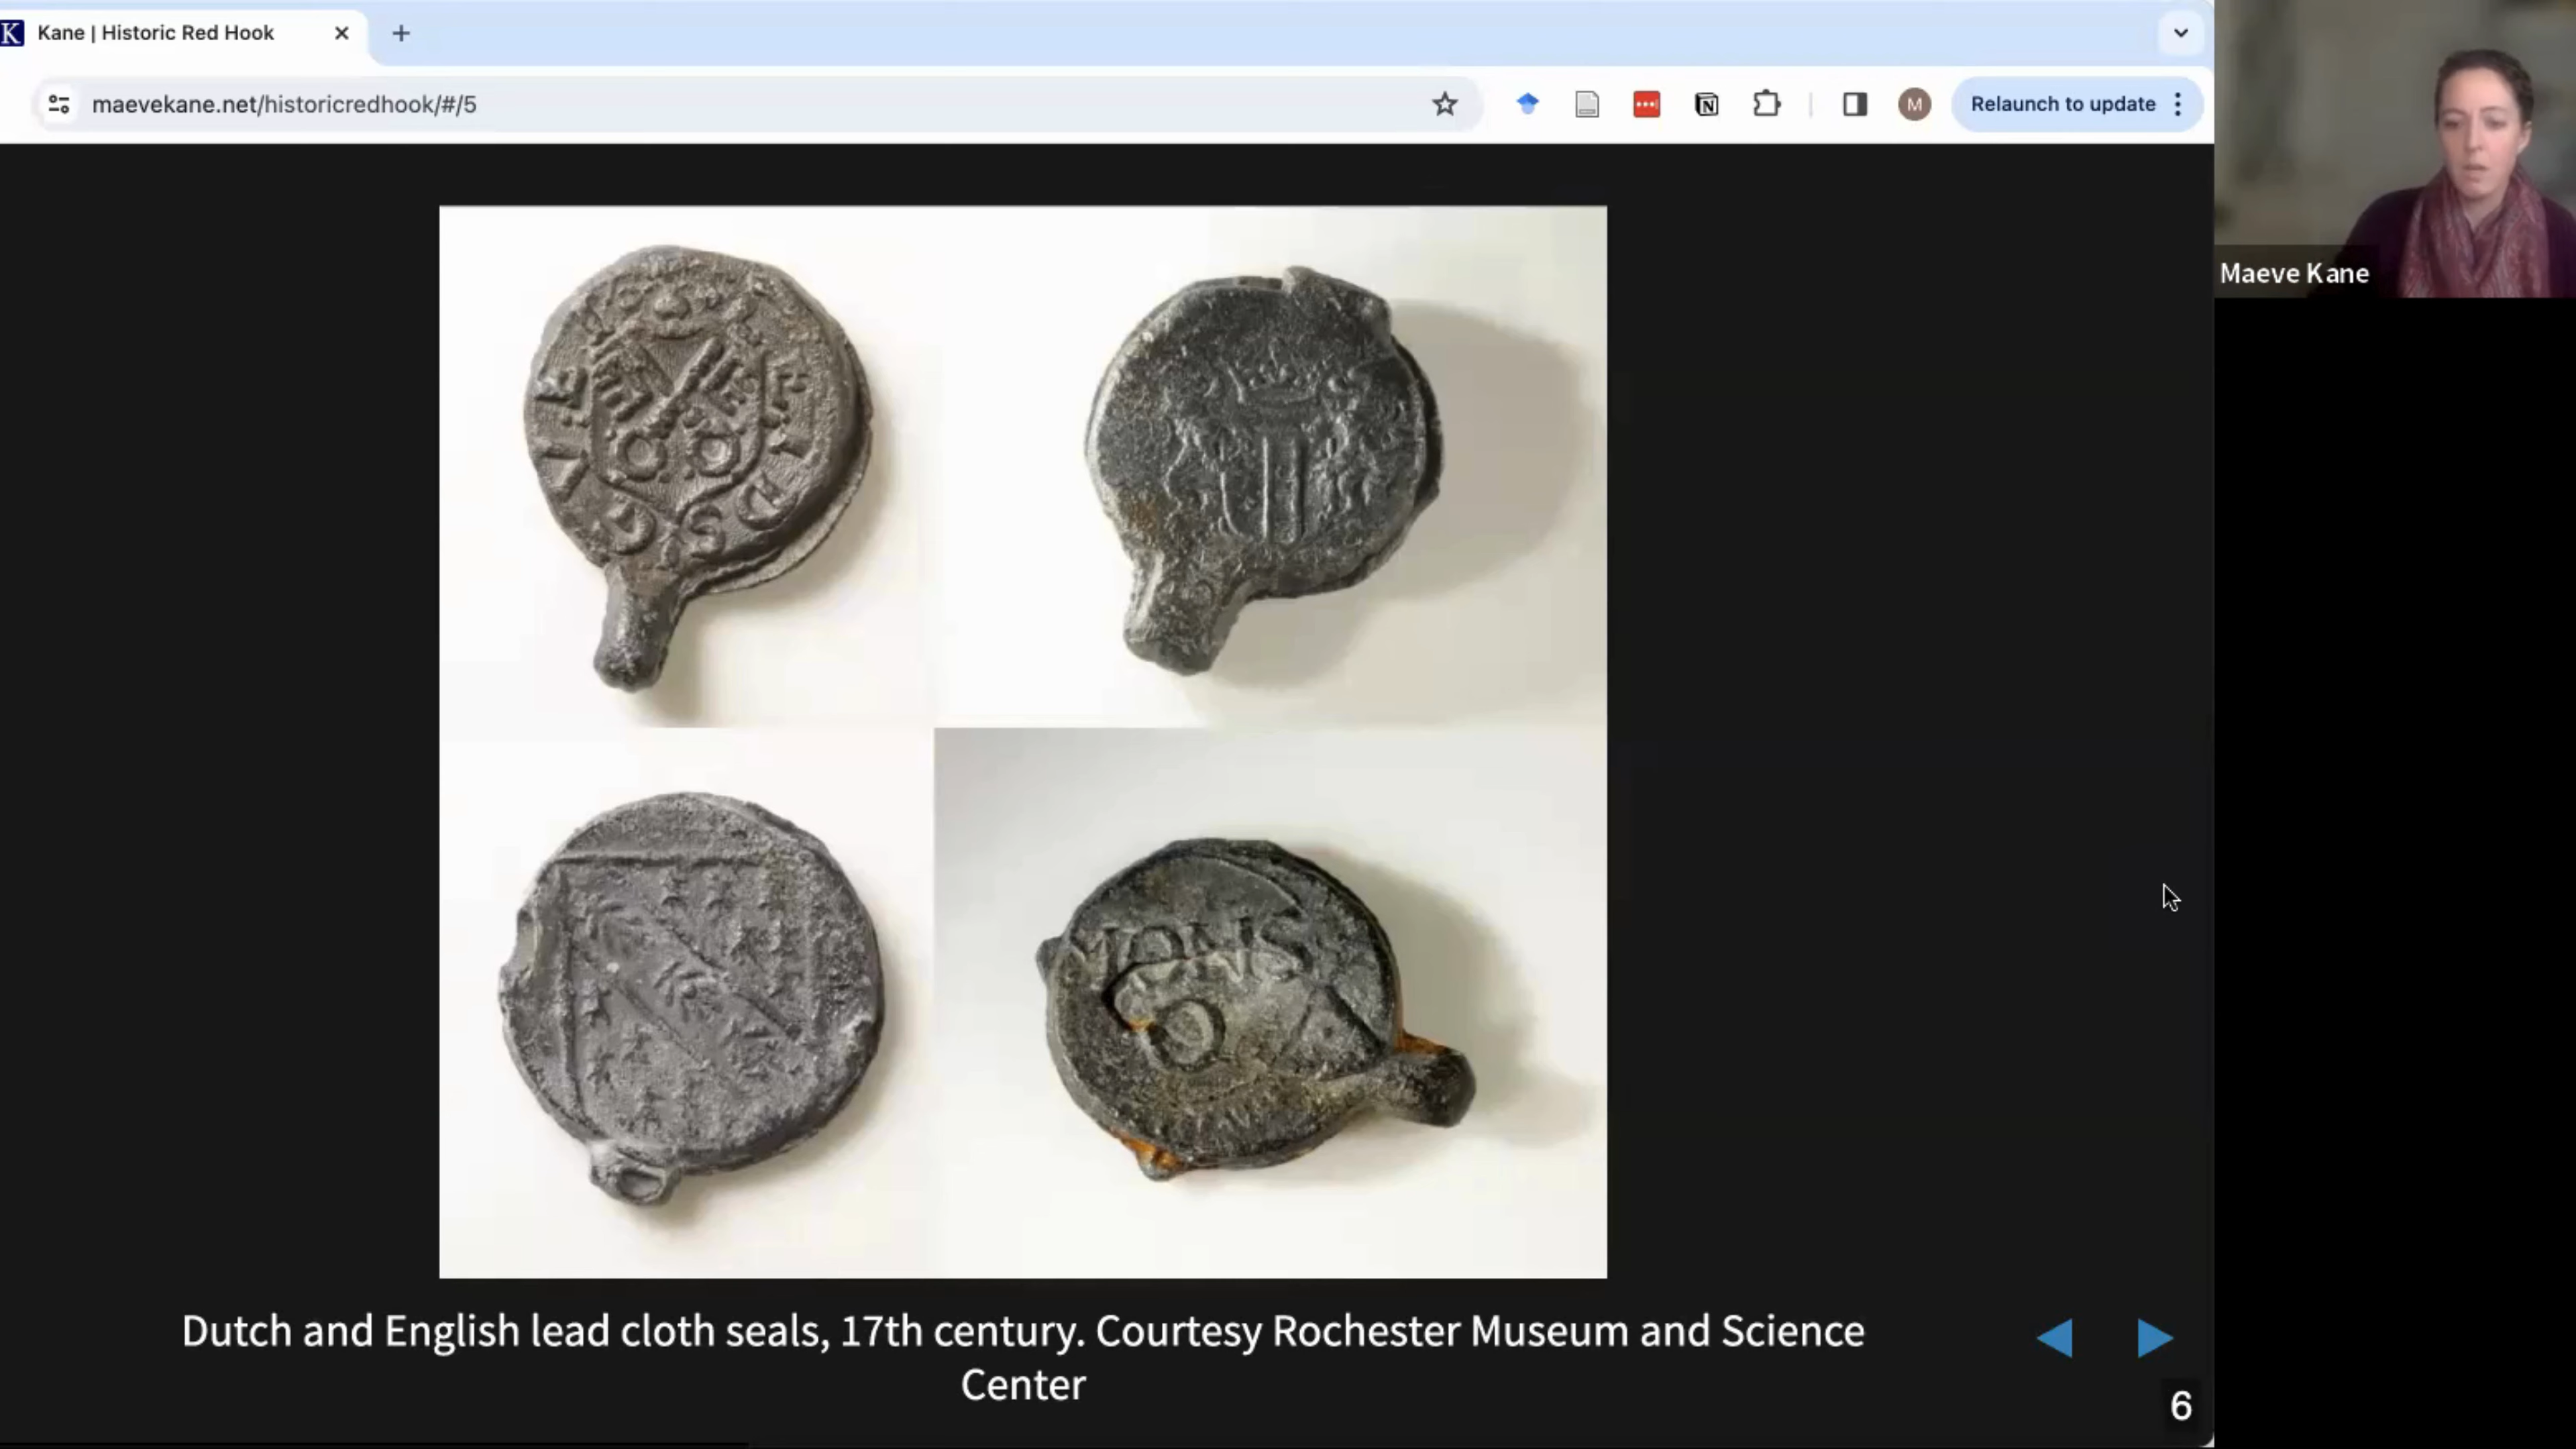 K Kane | Historic Red Hook
maevekane.net/historicredhook/#/5
M
Relaunch to update
Maeve Kane
MONS
Dutch and English lead cloth seals, 17th century. Courtesy Rochester Museum and Science
Center
6